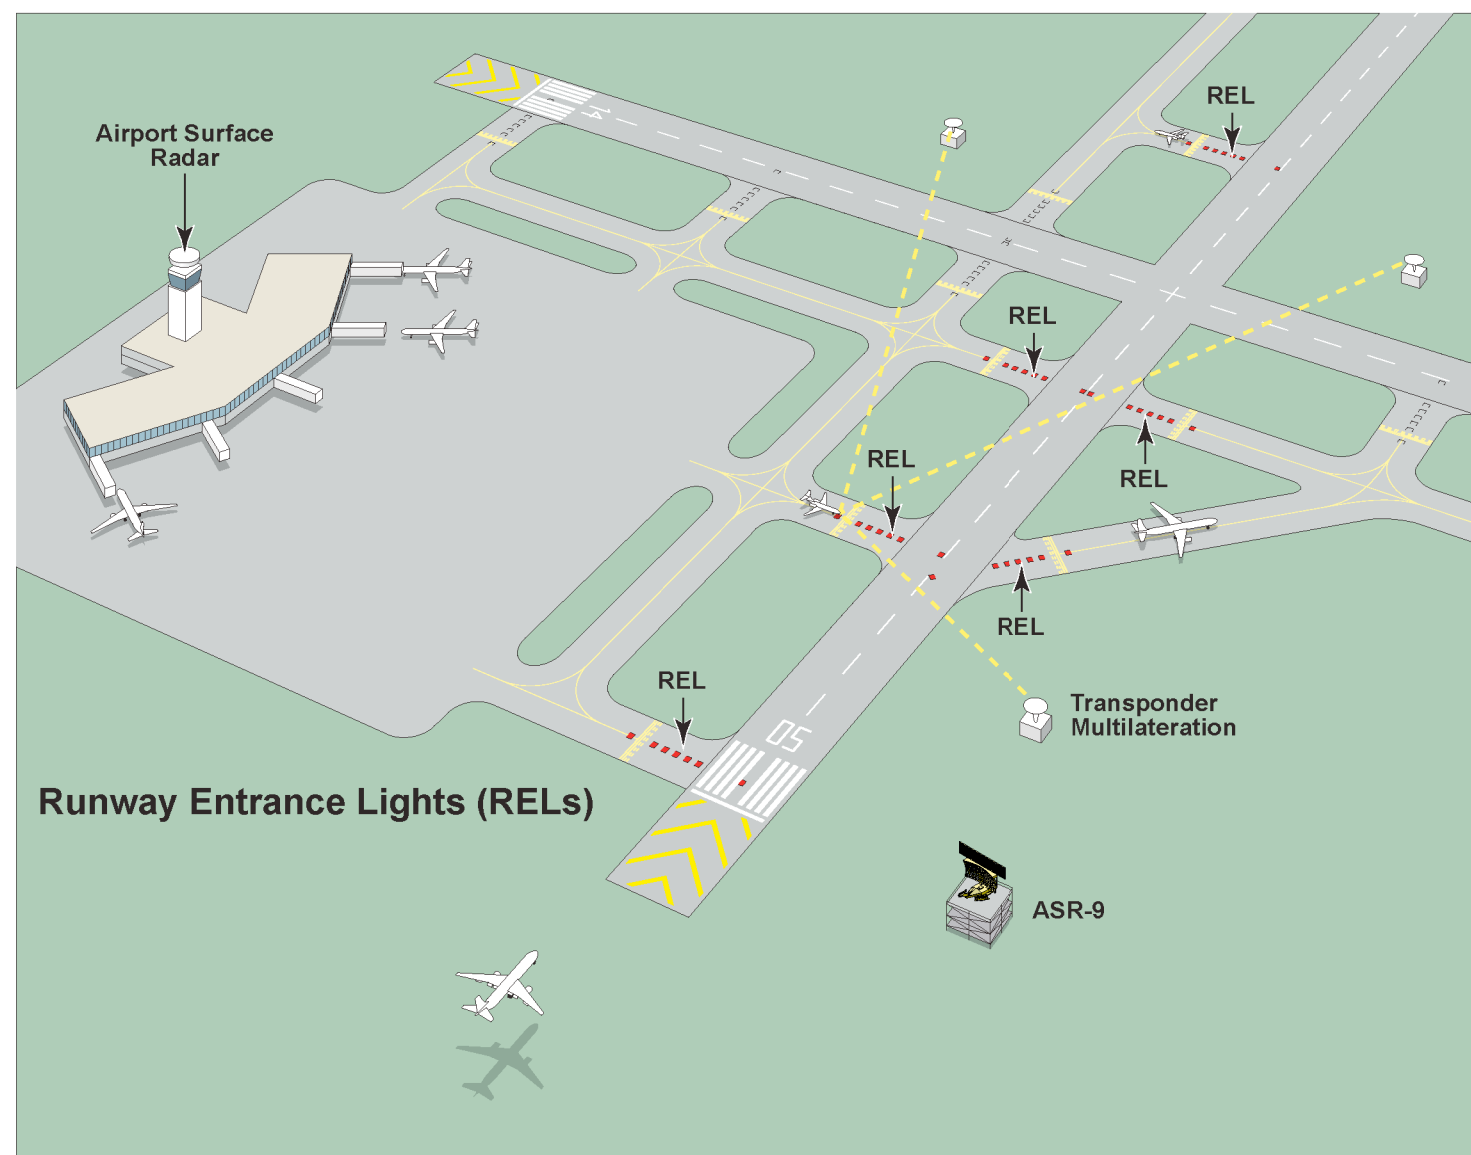 REL
Airport Surface
Radar
14
REL
REL
REL
REL
REL
Transponder
Multilateration
05
Runway Entrance Lights (RELs)
ASR-9